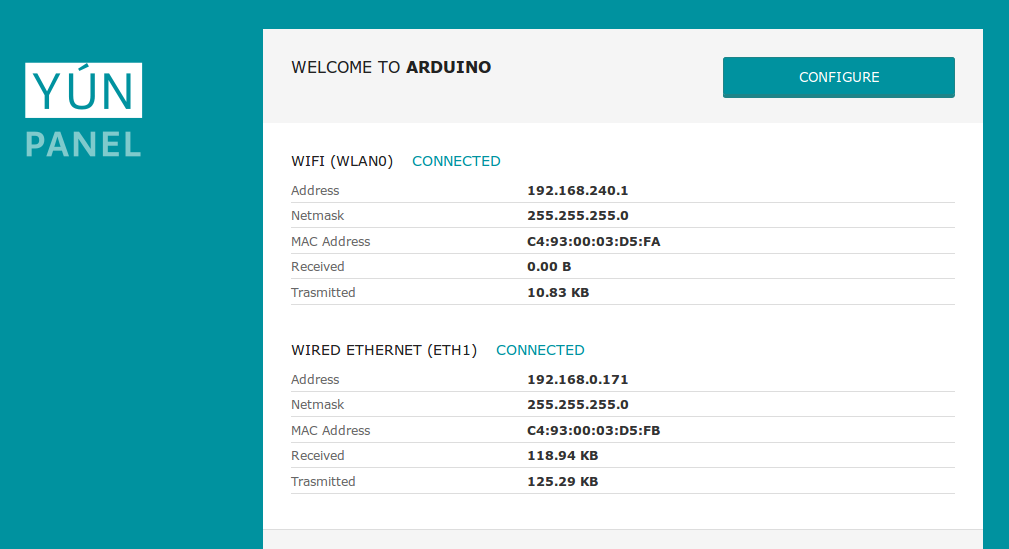 YÚN
PANEL
WELCOME TO ARDUINO
CONFIGURE
WIFI (WLAN0) CONNECTED
Address 192.168.240.1
Netmask 255.255.255.0
MAC Address C4:93:00:03:D5:FA
Received 0.00 B
Trasmitted 10.83 KB
WIRED ETHERNET (ETH1) CONNECTED
Address 192.168.0.171
Netmask 255.255.255.0
MAC Address C4:93:00:03:D5:FB
Received 118.94 KB
Trasmitted 125.29 KB